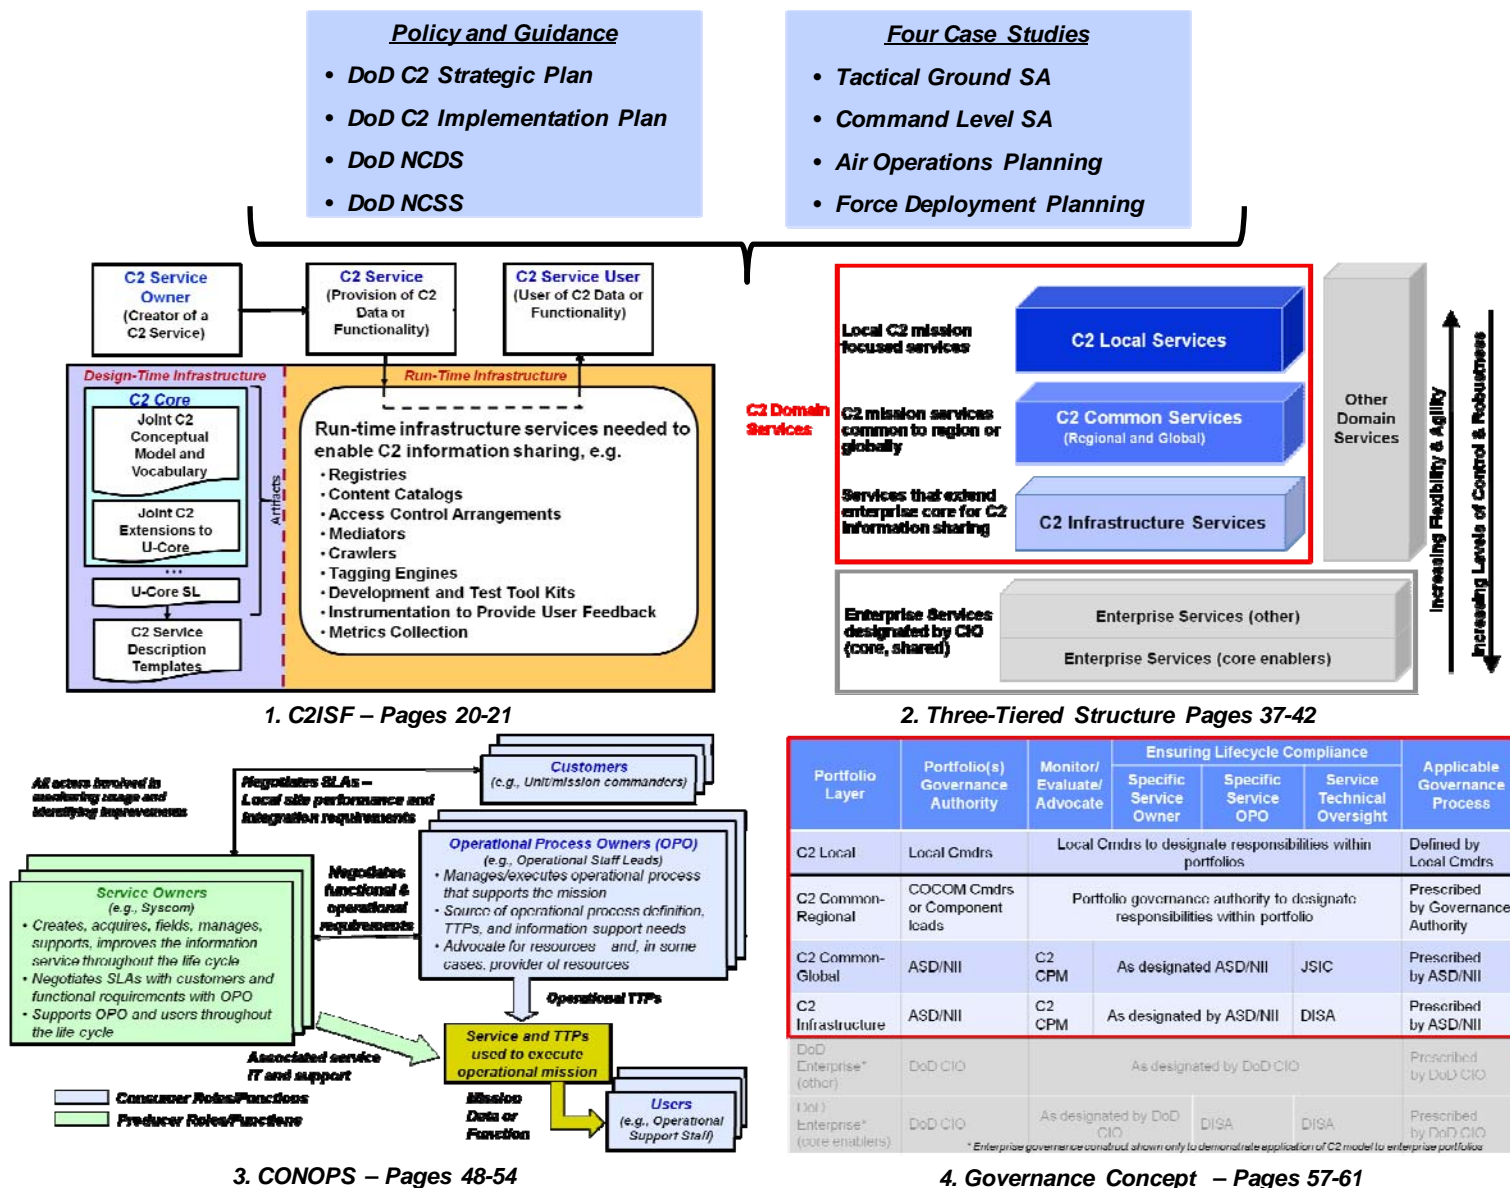 Policy and Guidance
• DoD C2 Strategic Plan
• DoD C2 Implementation Plan
• DoD NCDS
• DoD NCSS
Four Case Studies
• Tactical Ground SA
• Command Level SA
• Air Operations Planning
• Force Deployment Planning
C2 Service
Owner
(Creator of a
C2 Service)
C2 Service
(Provision of C2
Data or
Functionality)
C2 Service User
(User of C2 Data or
Functionality)
Design-Time Infrastructure
Run-Time Infrastructure
C2 Core
Joint C2
Conceptual
Model and
Vocabulary
Joint C2
Extensions to
U-Core
...
U-Core SL
C2 Service
Description
Templates
Artifacts
Run-time infrastructure services needed to
enable C2 information sharing, e.g.
• Registries
• Content Catalogs
• Access Control Arrangements
• Mediators
• Crawlers
• Tagging Engines
• Development and Test Tool Kits
• Instrumentation to Provide User Feedback
• Metrics Collection
1. C2ISF – Pages 20-21
C2 Domain
Services
Local C2 mission
focused services
C2 Local Services
C2 mission services
common to region or
globally
C2 Common Services
(Regional and Global)
Services that extend
enterprise core for C2
information sharing
C2 Infrastructure Services
Other
Domain
Services
Enterprise Services
designated by CIO
(core, shared)
Enterprise Services (other)
Enterprise Services (core enablers)
Increasing Flexibility & Agility
Increasing Levels of Control & Robustness
2. Three-Tiered Structure Pages 37-42
All actors involved in
monitoring usage and
identifying improvements
Negotiates SLAs –
Local site performance and
integration requirements
Customers
(e.g., Unit/mission commanders)
Operational Process Owners (OPO)
(e.g., Operational Staff Leads)
• Manages/executes operational process
that supports the mission
• Source of operational process definition,
TTPs, and information support needs
• Advocate for resources and, in some
cases, provider of resources
Negotiates
functional &
operational
requirements
Service Owners
(e.g., Syscom)
• Creates, acquires, fields, manages,
supports, improves the information
service throughout the life cycle
• Negotiates SLAs with customers and
functional requirements with OPO
• Supports OPO and users throughout
the life cycle
Operational TTPs
Associated service
IT and support
Service and TTPs
used to execute
operational mission
Mission
Data or
Function
Users
(e.g., Operational
Support Staff)
Consumer Roles/Functions
Producer Roles/Functions
3. CONOPS – Pages 48-54
Portfolio
Layer
Portfolio(s)
Governance
Authority
Monitor/
Evaluate/
Advocate
Ensuring Lifecycle Compliance
Specific
Service
Owner
Specific
Service
OPO
Service
Technical
Oversight
Applicable
Governance
Process
C2 Local
Local Cmdrs
Local Cmdrs to designate responsibilities within
portfolios
Defined by
Local Cmdrs
C2 Common-
Regional
COCOM Cmdrs
or Component
leads
Portfolio governance authority to designate
responsibilities within portfolio
Prescribed
by Governance
Authority
C2 Common-
Global
ASD/NII
C2
CPM
As designated ASD/NII
JSIC
Prescribed
by ASD/NII
C2
Infrastructure
ASD/NII
C2
CPM
As designated by ASD/NII
DISA
Prescribed
by ASD/NII
DoD
Enterprise*
(other)
DoD CIO
As designated by DoD CIO
Prescribed
by DoD CIO
DoD
Enterprise*
(core enablers)
DoD CIO
As designated by DoD
CIO
DISA
DISA
Prescribed
by DoD CIO
* Enterprise governance construct shown only to demonstrate application of C2 model to enterprise portfolios
4. Governance Concept – Pages 57-61